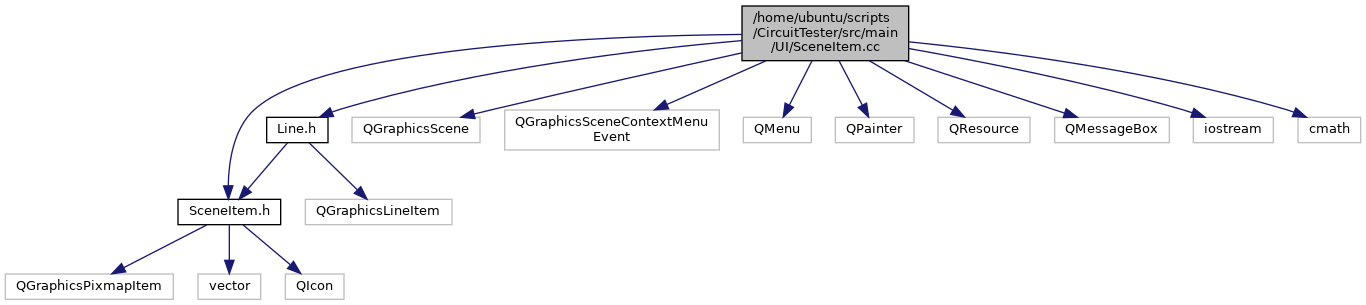 /home/ubuntu/scripts
/CircuitTester/src/main
/UI/SceneItem.cc
Line.h
QGraphicsScene
QGraphicsSceneContextMenu
Event
QMenu
QPainter
QResource
QMessageBox
iostream
cmath
SceneItem.h
QGraphicsLineItem
QGraphicsPixmapItem
vector
QIcon